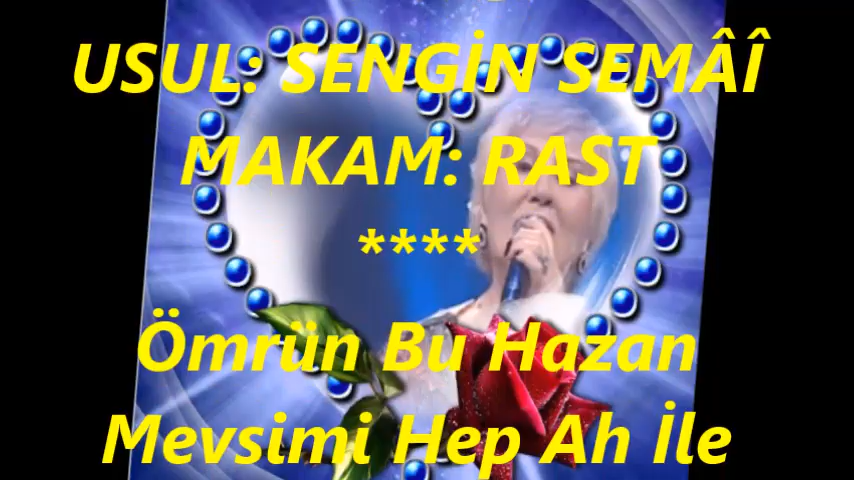 USUL: SENGİN SEMÂÎ
MAKAM: RAST
****
Ömrün Bu Hazan
Mevsimi Hep Ah İle